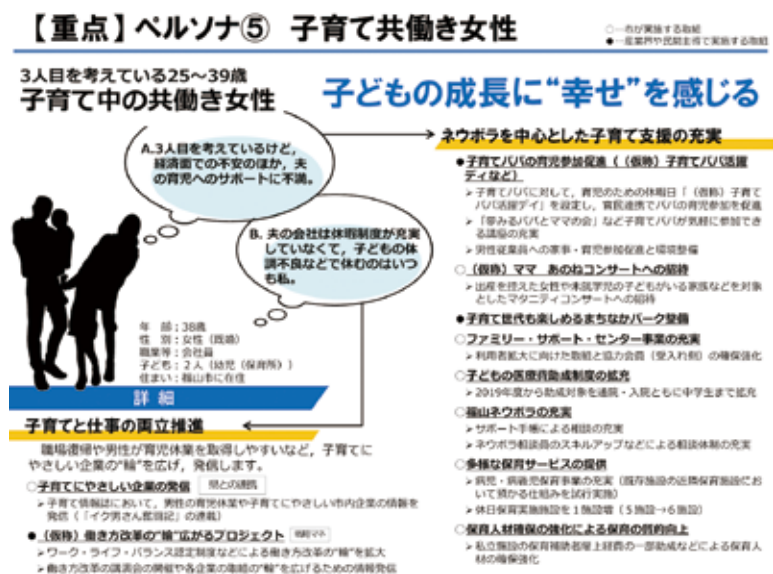 【重点】ペルソナ⑤　子育て共働き女性
○…市が実施する取組
●…産業界や民間主導で実施する取組
3人目を考えている25～39歳
子育て中の共働き女性
子どもの成長に“幸せ”を感じる
A.3人目を考えているけど，
経済面での不安のほか，夫
の育児へのサポートに不満。
B. 夫の会社は休暇制度が充実
していなくて，子どもの体
調不良などで休むのはいつ
も私。
年　齢：38歳
性　別：女性（既婚）
職業等：会社員
子ども：2人（幼児（保育所））
住まい：福山市に在住
詳細
子育てと仕事の両立推進
職場復帰や男性が育児休業を取得しやすいなど，子育てに
やさしい企業の“輪”を広げ，発信します。
○子育てにやさしい企業の発信　県との連携
➢子育て情報誌において，男性の育児休業や子育てにやさしい市内企業の情報を
発信（「イク男さん奮闘記」の連載）
●（仮称）働き方改革の“輪”広がるプロジェクト
➢ワーク・ライフ・バランス認定制度などによる働き方改革の“輪”を拡大
➢働き方改革の講演会の開催や各企業の取組の“輪”を広げるための情報発信
ネウボラを中心とした子育て支援の充実
●子育てパパの育児参加促進（（仮称）子育てパパ活躍
デイなど）
➢子育てパパに対して，育児のための休暇日「（仮称）子育て
パパ活躍デイ」を設定し，官民連携でパパの育児参加を促進
➢「夢みるパパとママの会」など子育てパパが気軽に参加でき
る講座の充実
➢男性従業員への家事・育児参加促進と環境整備
○（仮称）ママ　あのねコンサートへの招待
➢出産を控えた女性や未就学児の子どもがいる家族などを対象
としたマタニティコンサートへの招待
●子育て世代も楽しめるまちなかパーク整備
○ファミリー・サポート・センター事業の充実
➢利用者拡大に向けた取組と協力会員（受入れ側）の確保強化
○子どもの医療費助成制度の拡充
➢2019年度から助成対象を通院・入院ともに中学生まで拡充
○福山ネウボラの充実
➢サポート手帳による相談の充実
➢ネウボラ相談員のスキルアップなどによる相談体制の充実
○多様な保育サービスの提供
➢病児・病後児保育事業の充実（既存施設の近隣保育施設にお
いて預かる仕組みを試行実施）
➢休日保育実施施設を1施設増（5施設→6施設）
○保育人材確保の強化による保育の質的向上
➢私立施設の保育補助者雇上経費の一部助成などによる保育人
材の確保強化